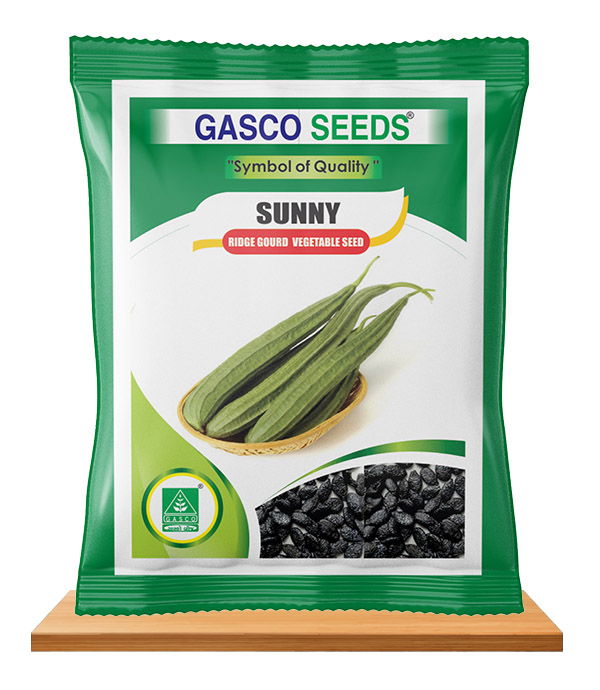 GASCO SEEDS®
"Symbol of Quality "
SUNNY
RIDGE GOURD VEGETABLE SEED
®
GASCO